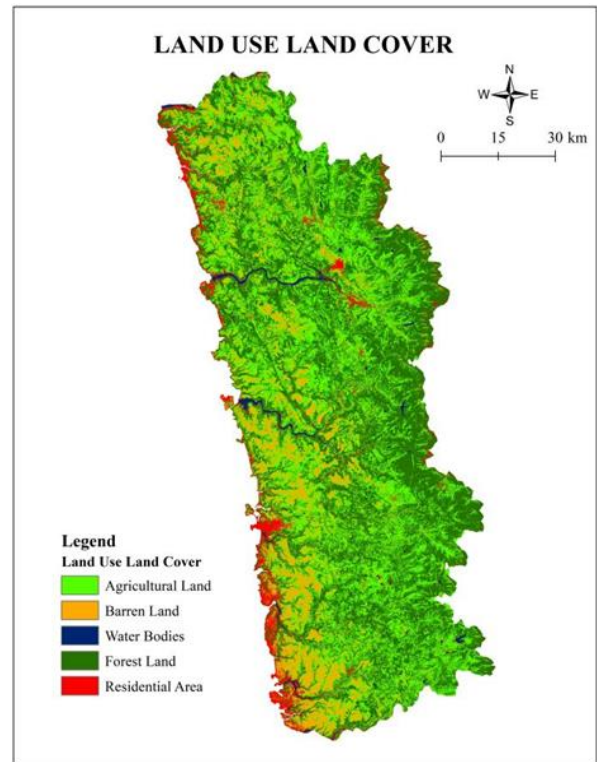 LAND USE LAND COVER
N
W E
S
0 15 30 km
Legend
Land Use Land Cover
Agricultural Land
Barren Land
Water Bodies
Forest Land
Residential Area